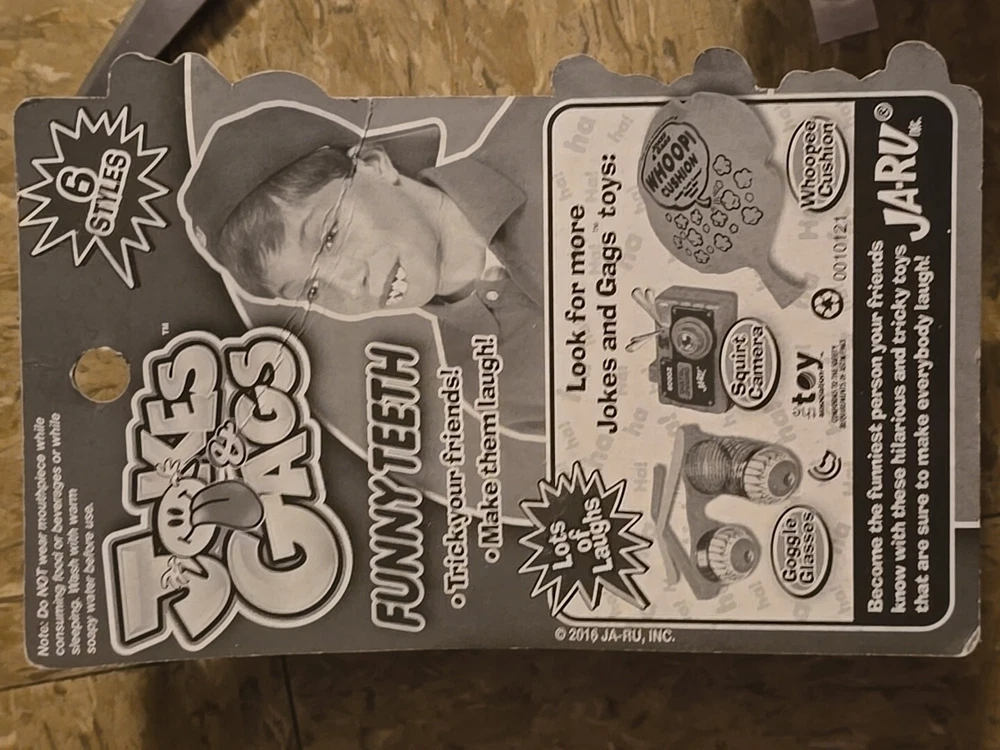 Note: Do NOT wear mouthpiece while
consuming food or beverages or while
sleeping. Wash with warm
soapy water before use.
6
STYLES
JOKES™
&
GAGS
FUNNY TEETH
•Trick your friends!
•Make them laugh!
Lots
of
Laughs
Look for more
Jokes and Gags™ toys:
WHOOPI
CUSHION
Whoopee
Cushion
Squirt
Camera
Goggle
Glasses
toy
association
0010121
Become the funniest person your friends
know with these hilarious and tricky toys
that are sure to make everybody laugh!
JA-RU®
INC.
© 2016 JA-RU, INC.